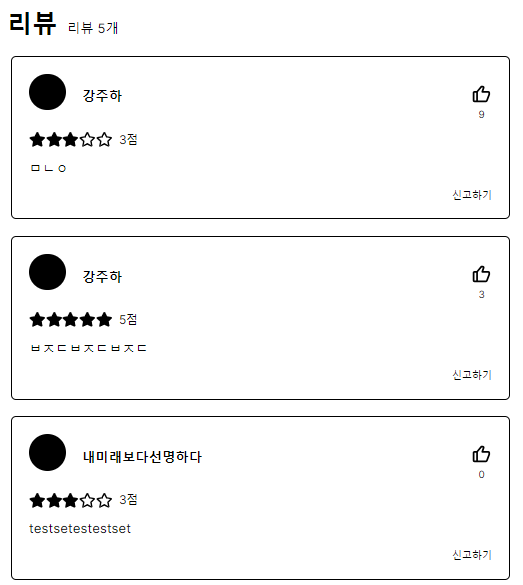 리뷰 리뷰 5개
강주하
9
3점
ㅁㄴㅇ
신고하기
강주하
3
5점
ㅂㅈㄷㅂㅈㄷㅂㅈㄷ
신고하기
내미래보다선명하다
0
3점
testsetestestset
신고하기